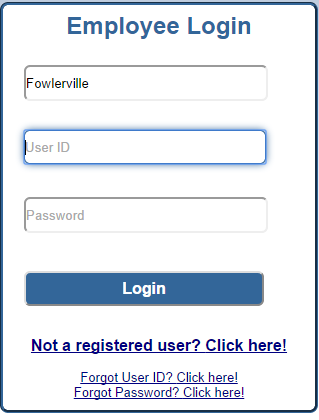 Employee Login
Fowlerville
User ID
Password
Login
Not a registered user? Click here!
Forgot User ID? Click here!
Forgot Password? Click here!